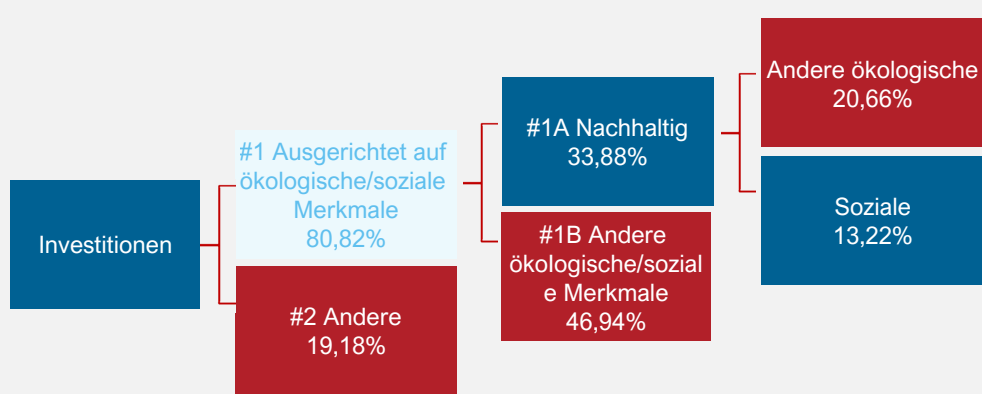 Investitionen
#1 Ausgerichtet auf
ökologische/soziale
Merkmale
80,82%
#2 Andere
19,18%
#1A Nachhaltig
33,88%
#1B Andere
ökologische/sozial
e Merkmale
46,94%
Andere ökologische
20,66%
Soziale
13,22%